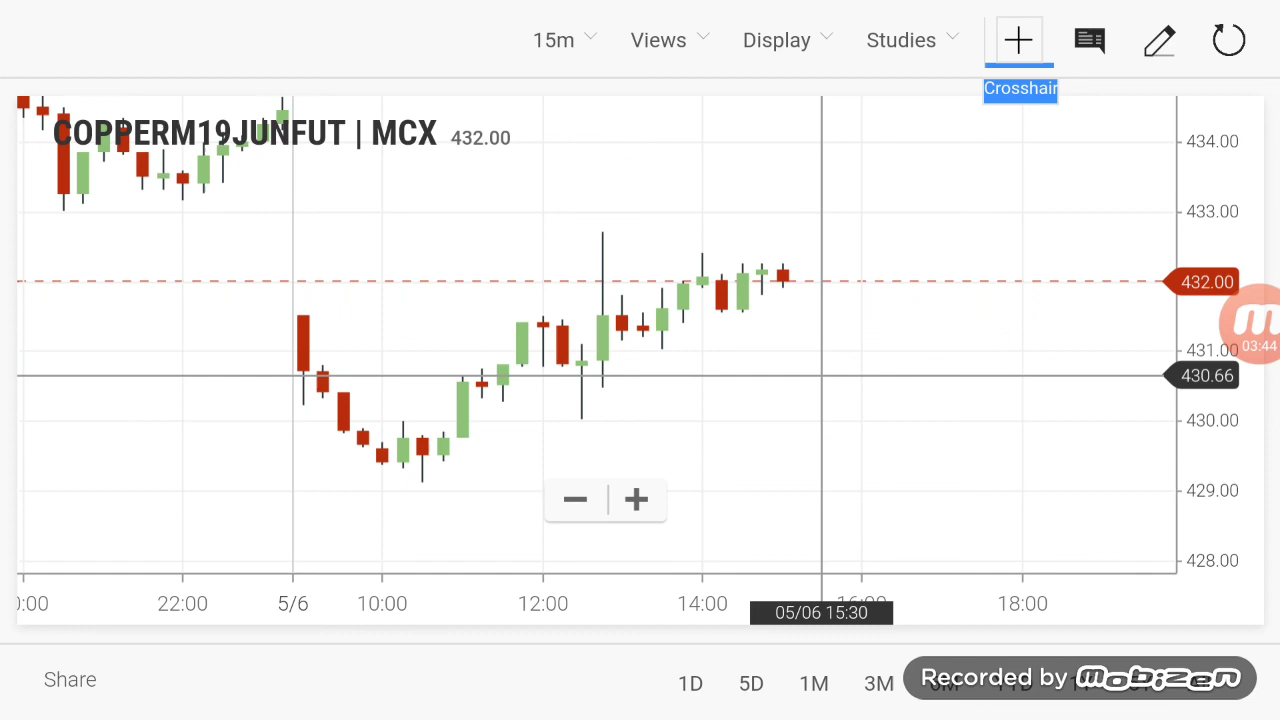 15m Views Display Studies
Crosshair
COPPERM19JUNFUT | MCX 432.00
434.00
433.00
432.00
03:44
431.00
430.66
430.00
429.00
428.00
22:00 5/6 10:00 12:00 14:00 18:00
05/06 15:30
Share 1D 5D 1M 3M
Recorded by mobizen